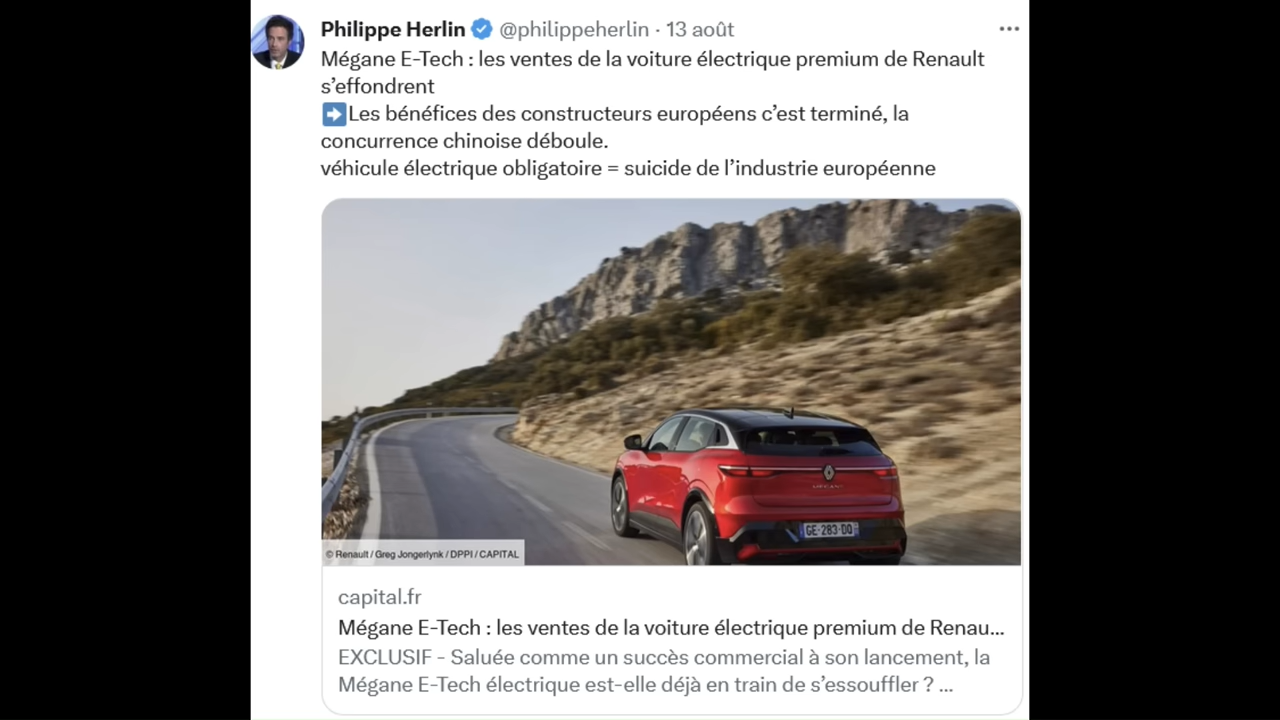 Philippe Herlin @philippeherlin · 13 août
Mégane E-Tech : les ventes de la voiture électrique premium de Renault
s’effondrent
➡Les bénéfices des constructeurs européens c’est terminé, la
concurrence chinoise déboule.
véhicule électrique obligatoire = suicide de l’industrie européenne
MEGANE
GE-283-DQ
© Renault / Greg Jongerlynk / DPPI / CAPITAL
capital.fr
Mégane E-Tech : les ventes de la voiture électrique premium de Renau...
EXCLUSIF - Saluée comme un succès commercial à son lancement, la
Mégane E-Tech électrique est-elle déjà en train de s’essouffler ? ...